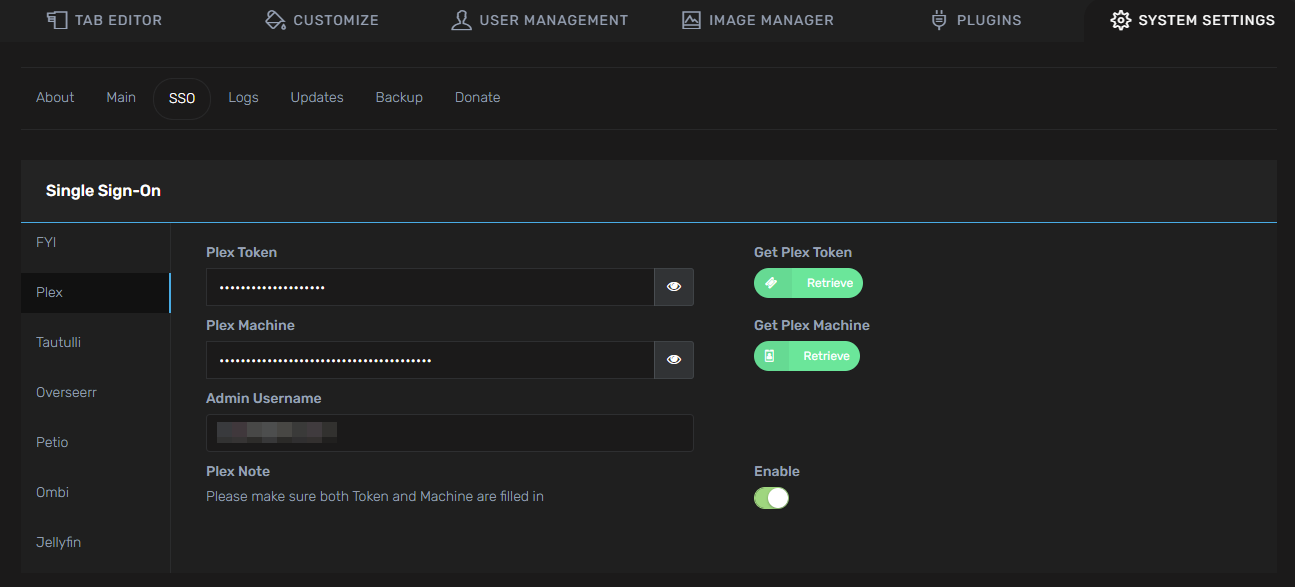 TAB EDITOR
CUSTOMIZE
USER MANAGEMENT
IMAGE MANAGER
PLUGINS
SYSTEM SETTINGS
About
Main
SSO
Logs
Updates
Backup
Donate
Single Sign-On
FYI
Plex
Tautulli
Overseerr
Petio
Ombi
Jellyfin
Plex Token
Get Plex Token
Retrieve
Plex Machine
Get Plex Machine
Retrieve
Admin Username
Plex Note
Enable
Please make sure both Token and Machine are filled in